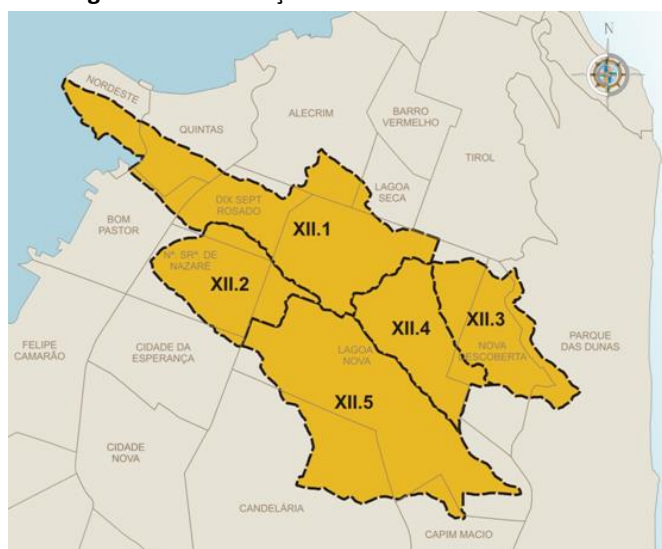 N
NORDESTE
QUINTAS
ALECRIM
BARRO
VERMELHO
TIROL
LAGOA
SECA
DIX SEPT
ROSADO
BOM
PASTOR
XII.1
Nª. SRª. DE
NAZARÉ
XII.2
XII.4
XII.3
NOVA
DESCOBERTA
PARQUE
DAS DUNAS
FELIPE
CAMARÃO
CIDADE DA
ESPERANÇA
LAGOA
NOVA
XII.5
CIDADE
NOVA
CANDELÁRIA
CAPIM MACIO